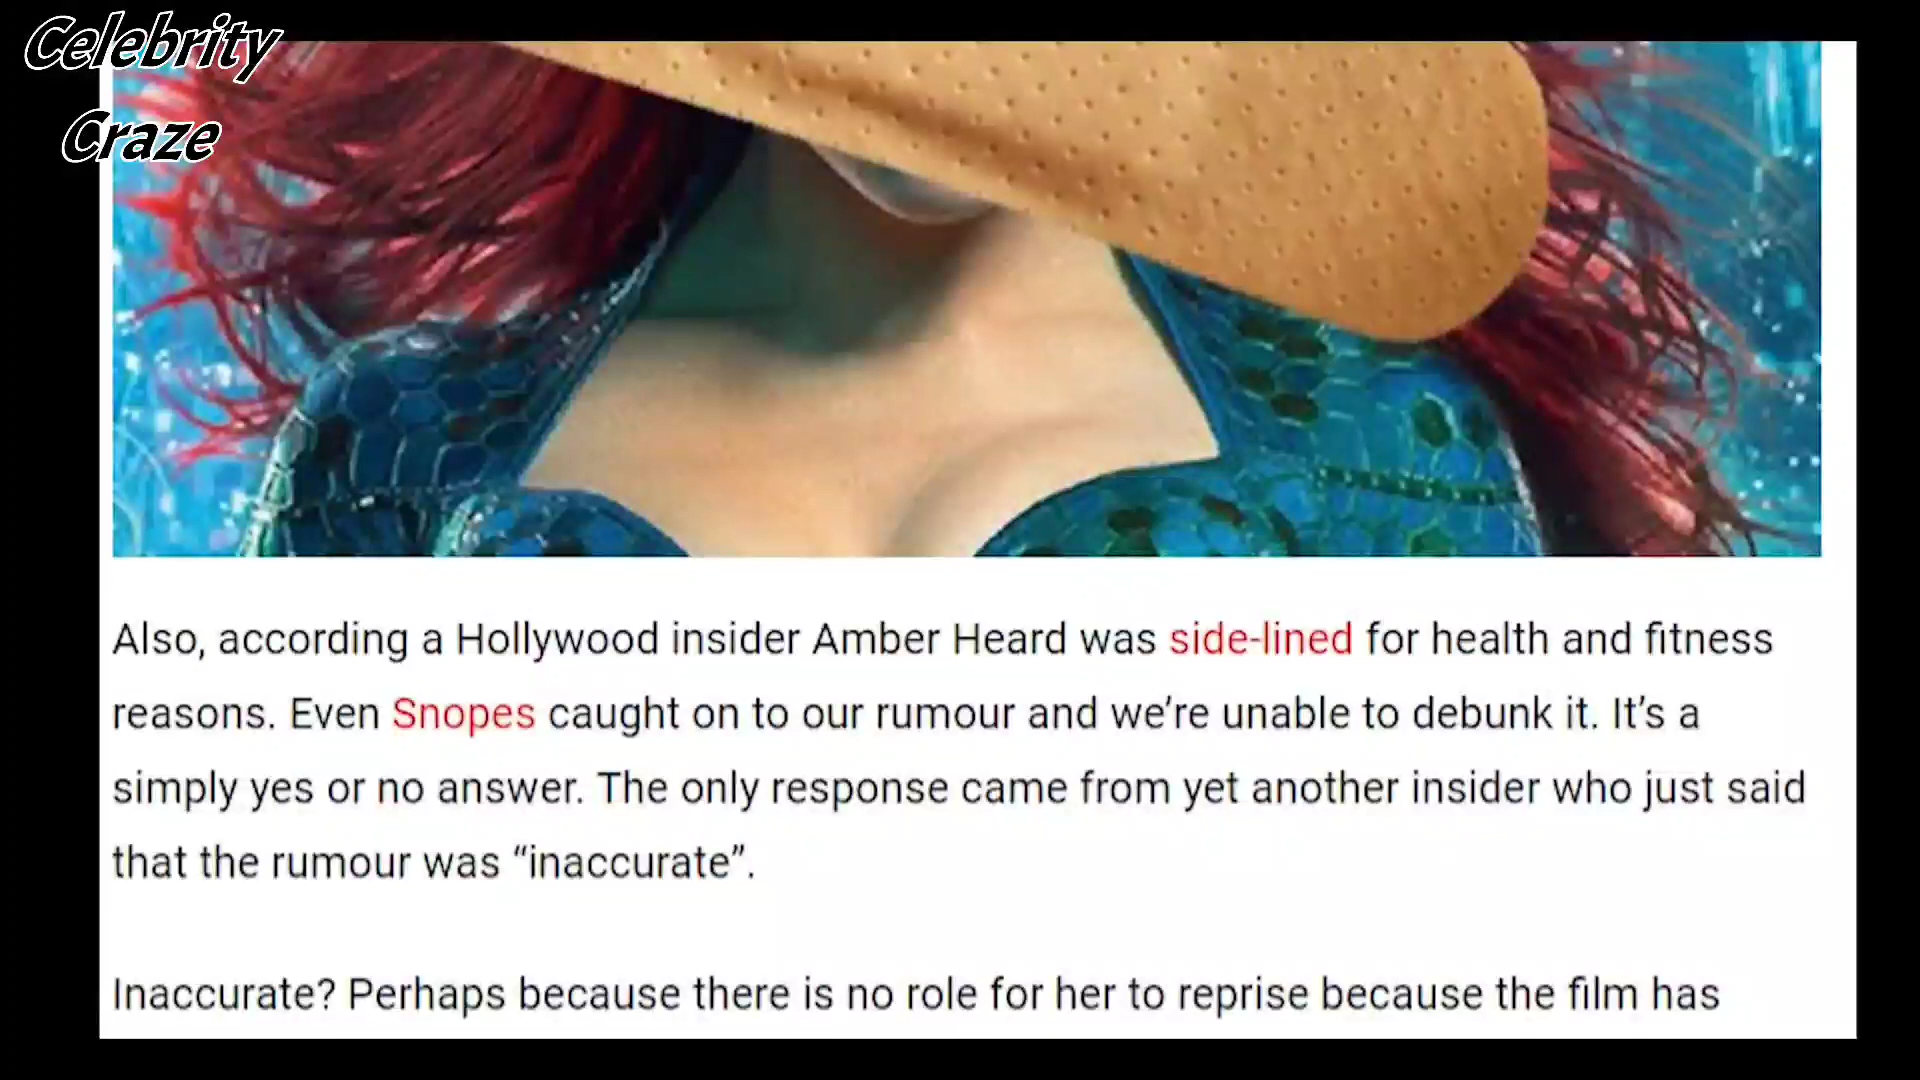 Celebrity
Craze
Also, according a Hollywood insider Amber Heard was side-lined for health and fitness
reasons. Even Snopes caught on to our rumour and we’re unable to debunk it. It’s a
simply yes or no answer. The only response came from yet another insider who just said
that the rumour was “inaccurate”.
Inaccurate? Perhaps because there is no role for her to reprise because the film has